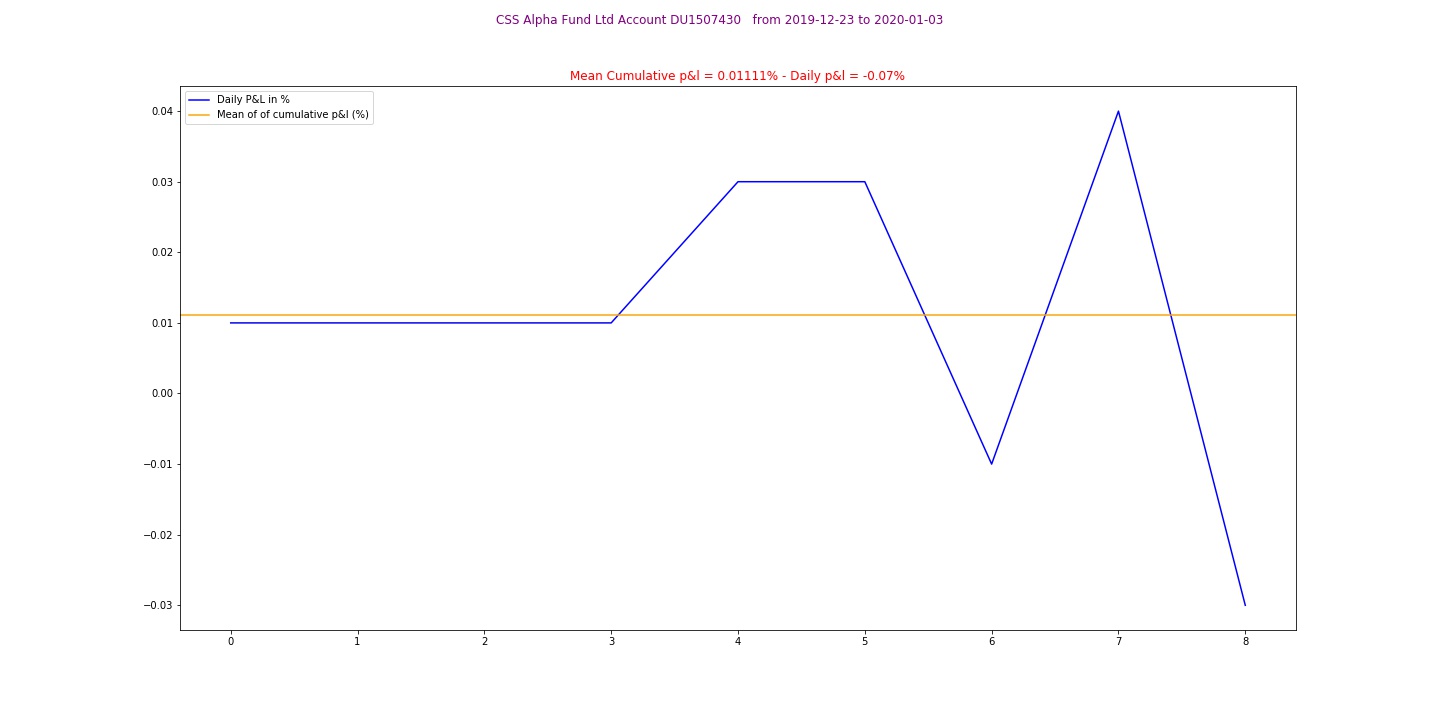 CSS Alpha Fund Ltd Account DU1507430   from 2019-12-23 to 2020-01-03
Mean Cumulative p&l = 0.01111% - Daily p&l = -0.07%
Daily P&L in %
Mean of of cumulative p&l (%)
0.04
0.03
0.02
0.01
0.00
−0.01
−0.02
−0.03
0 1 2 3 4 5 6 7 8